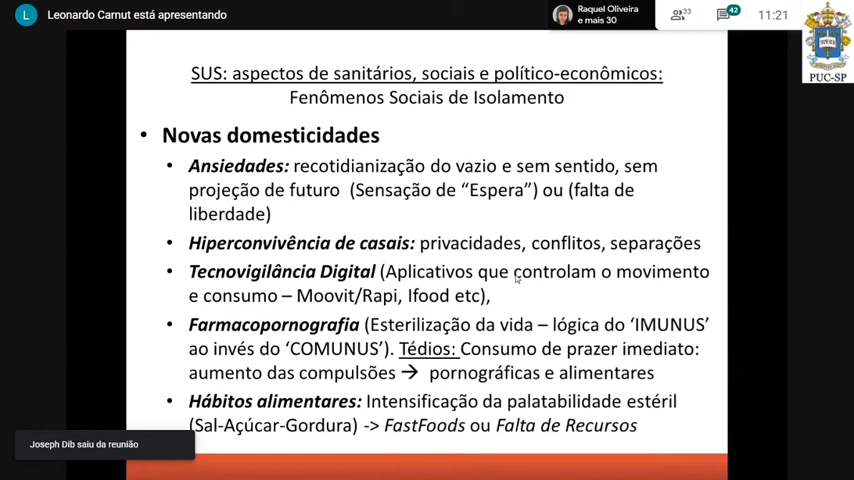 L Leonardo Carnut está apresentando
Raquel Oliveira
e mais 30
33
42
11:21
PUC-SP
SUS: aspectos de sanitários, sociais e político-econômicos:
Fenômenos Sociais de Isolamento
• Novas domesticidades
• Ansiedades: recotidianização do vazio e sem sentido, sem
projeção de futuro (Sensação de “Espera”) ou (falta de
liberdade)
• Hiperconvivência de casais: privacidades, conflitos, separações
• Tecnovigilância Digital (Aplicativos que controlam o movimento
e consumo – Moovit/Rapi, Ifood etc),
• Farmacopornografia (Esterilização da vida – lógica do ‘IMUNUS’
ao invés do ‘COMUNUS’). Tédios: Consumo de prazer imediato:
aumento das compulsões → pornográficas e alimentares
• Hábitos alimentares: Intensificação da palatabilidade estéril
(Sal-Açúcar-Gordura) -> FastFoods ou Falta de Recursos
Joseph Dib saiu da reunião